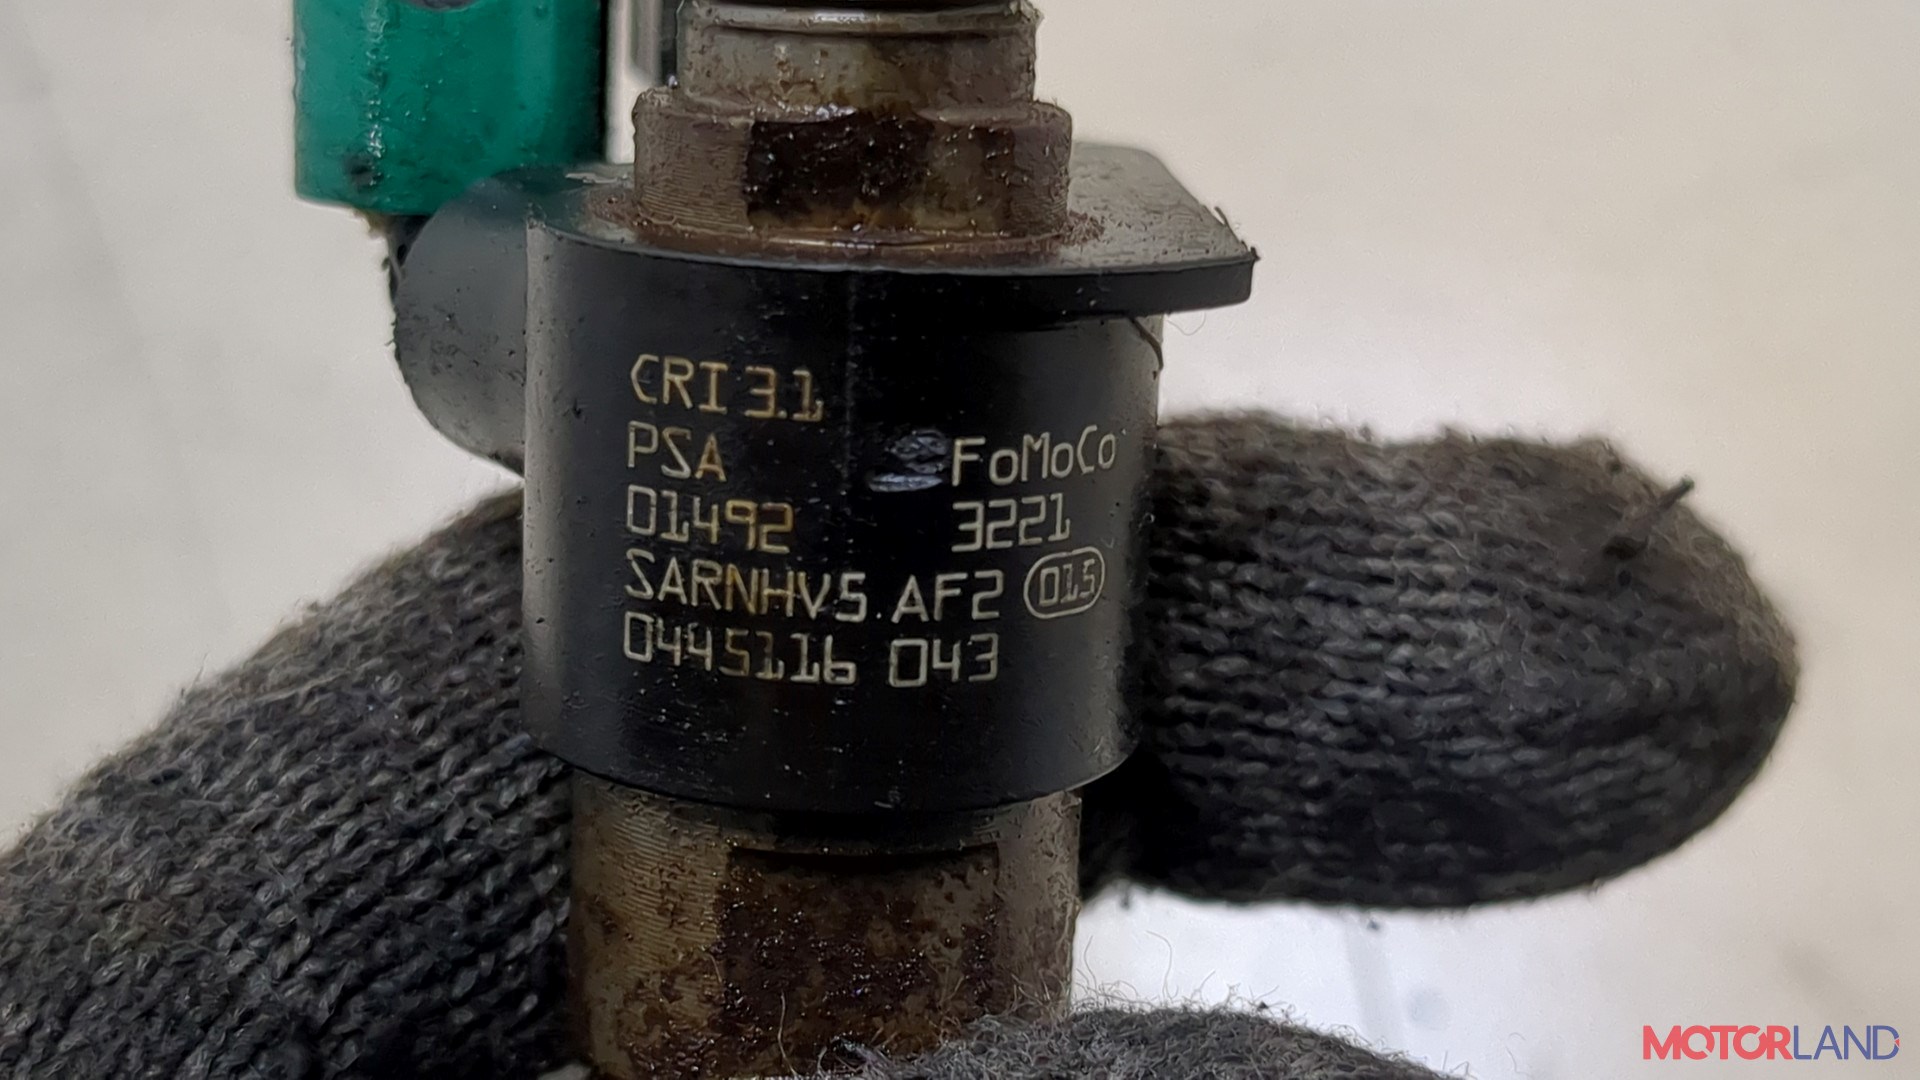 CRI 3.1
PSA FoMoCo
01492 3221
SARNHV5.AF2 015
0445116 043
MOTORLAND